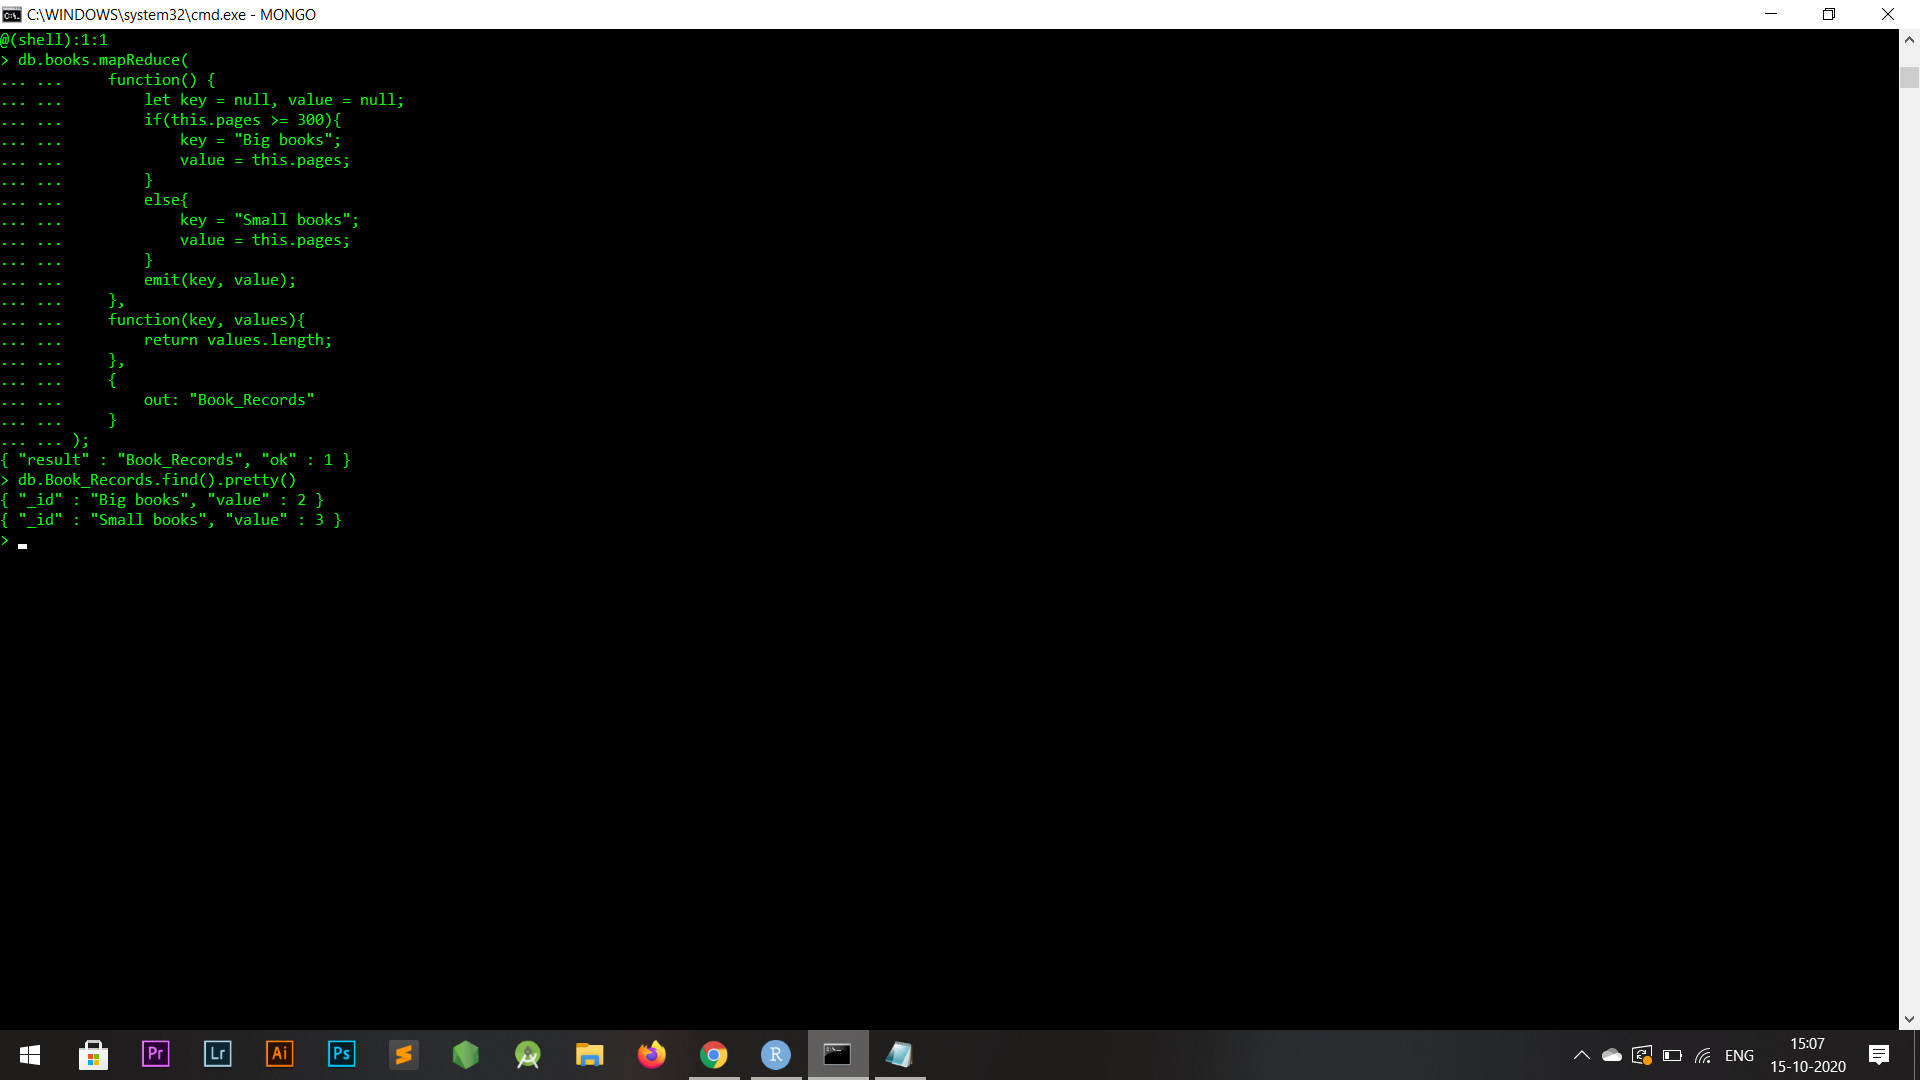 C:\WINDOWS\system32\cmd.exe - MONGO
@(shell):1:1
> db.books.mapReduce(
... ...     function() {
... ...         let key = null, value = null;
... ...         if(this.pages >= 300){
... ...             key = "Big books";
... ...             value = this.pages;
... ...         }
... ...         else{
... ...             key = "Small books";
... ...             value = this.pages;
... ...         }
... ...         emit(key, value);
... ...     },
... ...     function(key, values){
... ...         return values.length;
... ...     },
... ...     {
... ...         out: "Book_Records"
... ...     }
... ... );
{ "result" : "Book_Records", "ok" : 1 }
> db.Book_Records.find().pretty()
{ "_id" : "Big books", "value" : 2 }
{ "_id" : "Small books", "value" : 3 }
>
Pr Lr Ai Ps R ENG 15:07
15-10-2020